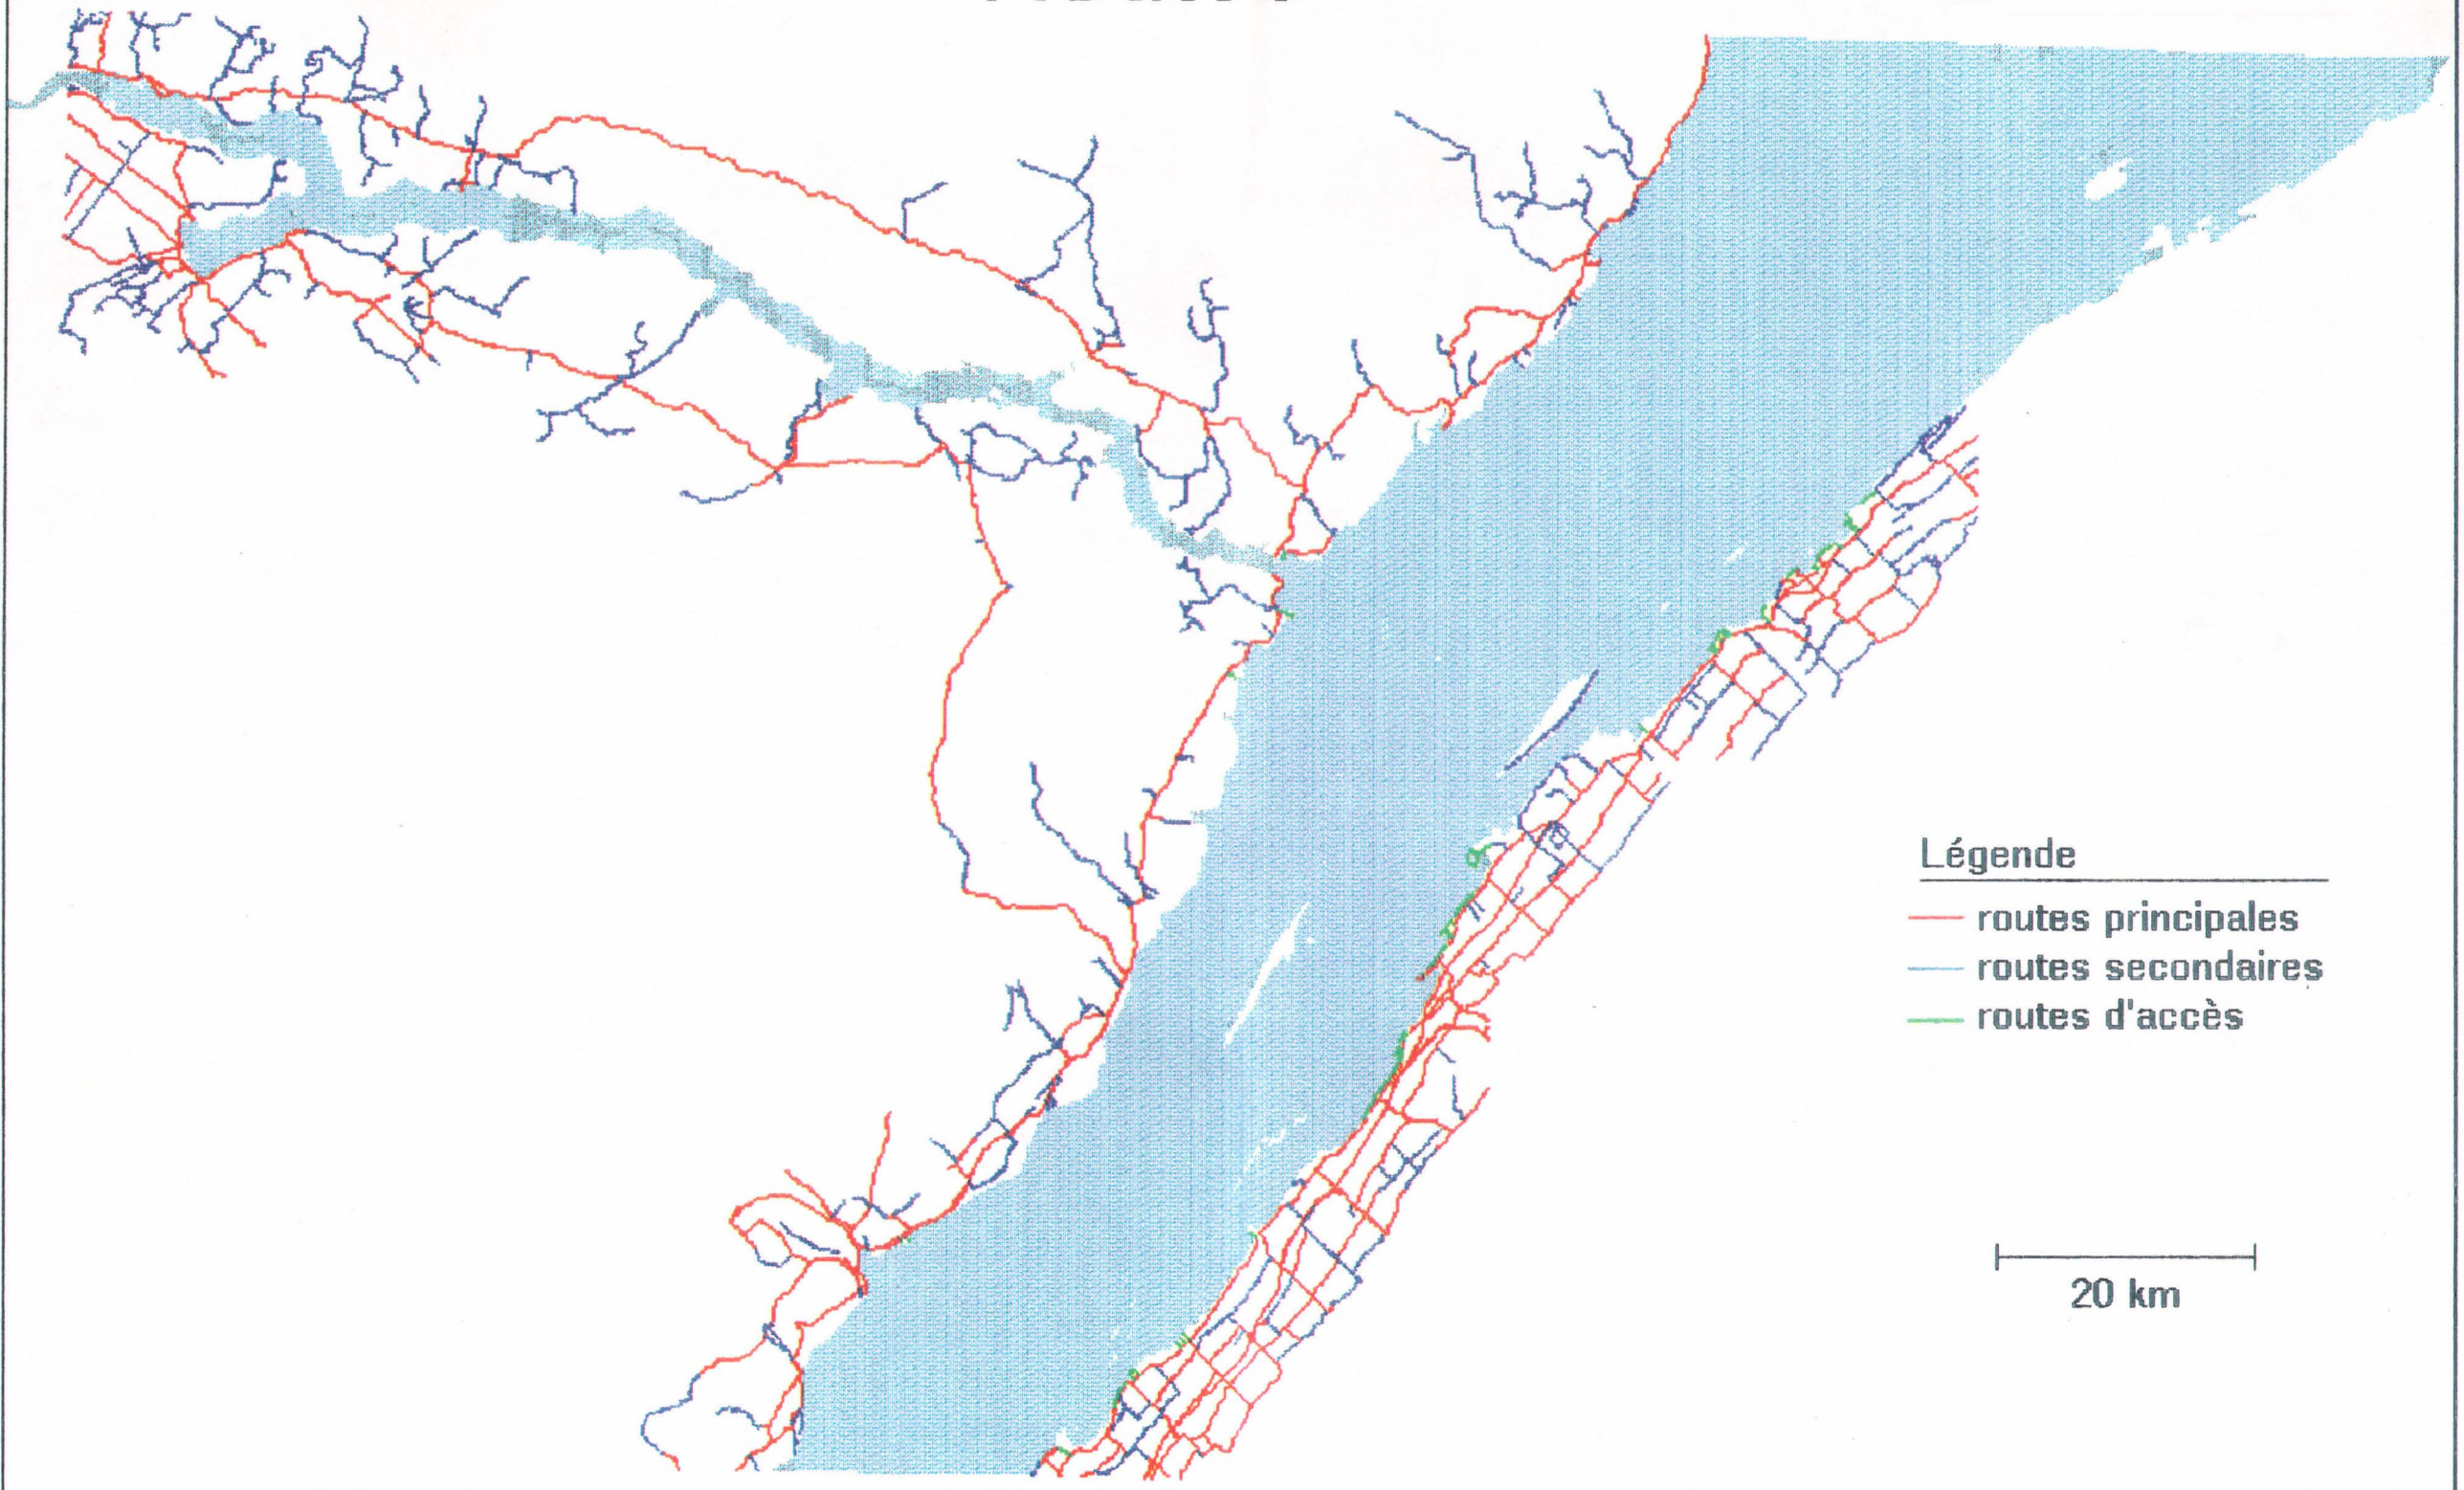 Légende
routes principales
routes secondaires
routes d'accès
20 km